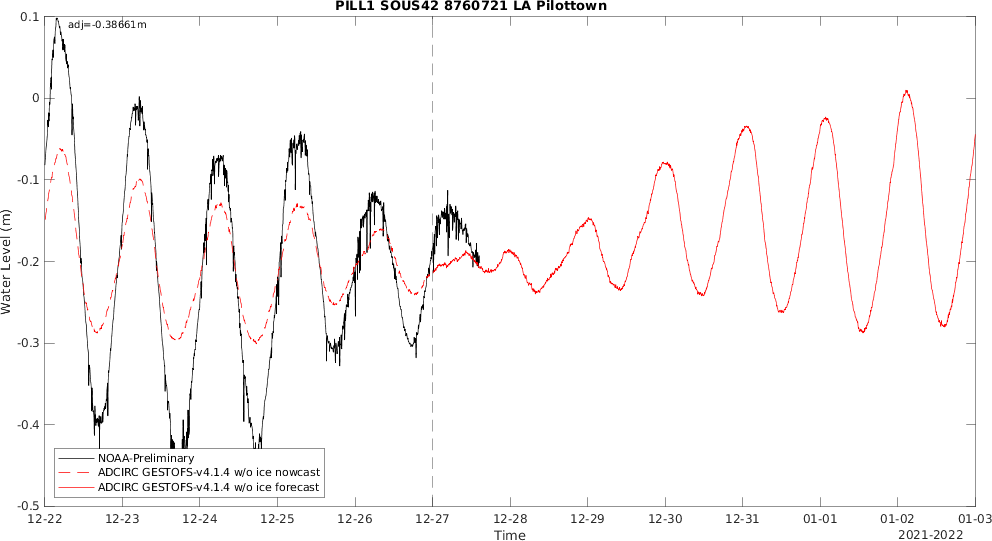 PILL1 SOUS42 8760721 LA Pilottown
adj=-0.38661m
0.1
0
-0.1
-0.2
-0.3
-0.4
-0.5
Water Level (m)
NOAA-Preliminary
ADCIRC GESTOFS-v4.1.4 w/o ice nowcast
ADCIRC GESTOFS-v4.1.4 w/o ice forecast
12-22 12-23 12-24 12-25 12-26 12-27 12-28 12-29 12-30 12-31 01-01 01-02 01-03
Time
2021-2022